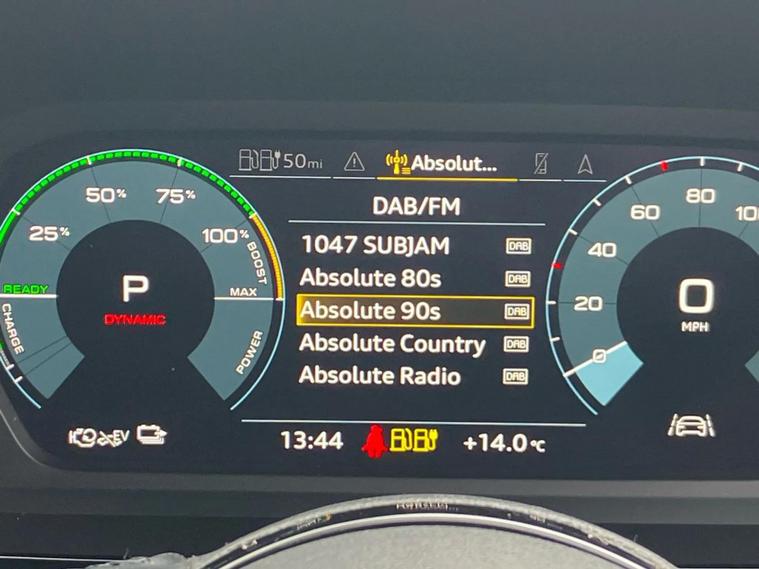 50mi
Absolut...
DAB/FM
1047 SUBJAM DAB
Absolute 80s DAB
Absolute 90s DAB
Absolute Country DAB
Absolute Radio DAB
13:44
+14.0°C
25%
50%
75%
100%
BOOST
MAX
POWER
READY
CHARGE
P
DYNAMIC
EV
0
20
40
60
80
10
0
MPH